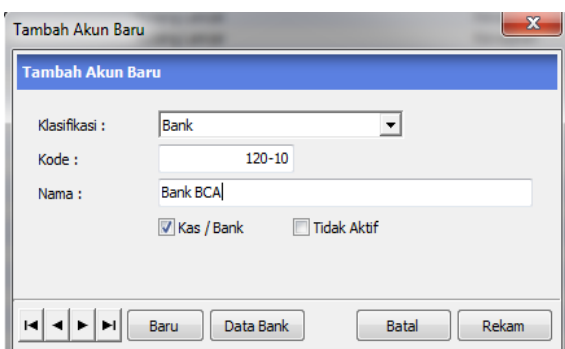 Tambah Akun Baru
Tambah Akun Baru
Klasifikasi : Bank
Kode : 120-10
Nama : Bank BCA
Kas / Bank Tidak Aktif
Baru Data Bank Batal Rekam